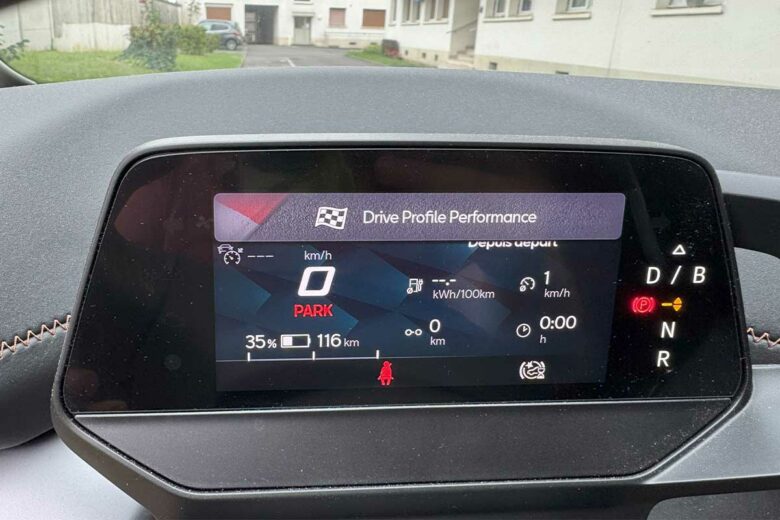 Drive Profile Performance
Depuis départ
--- km/h
0
PARK
--.- kWh/100km
1 km/h
35% 116 km
0 km
0:00 h
D / B
P
N
R